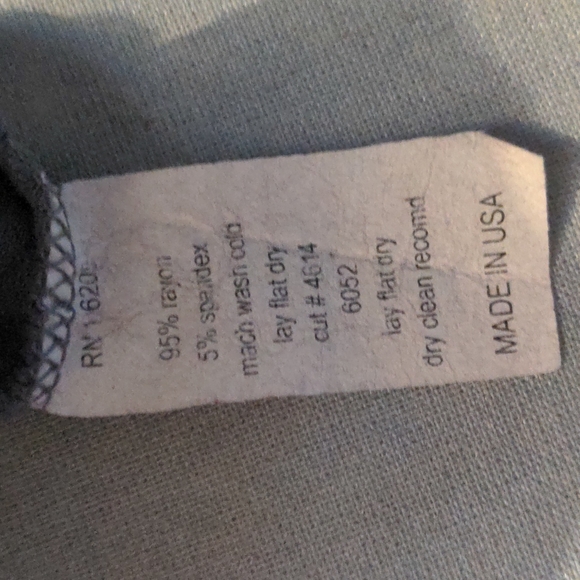 RN
95% rayon
5% spandex
mach wash cold
lay flat dry
cut # 4614
6052
lay flat dry
dry clean recomd
MADE IN USA